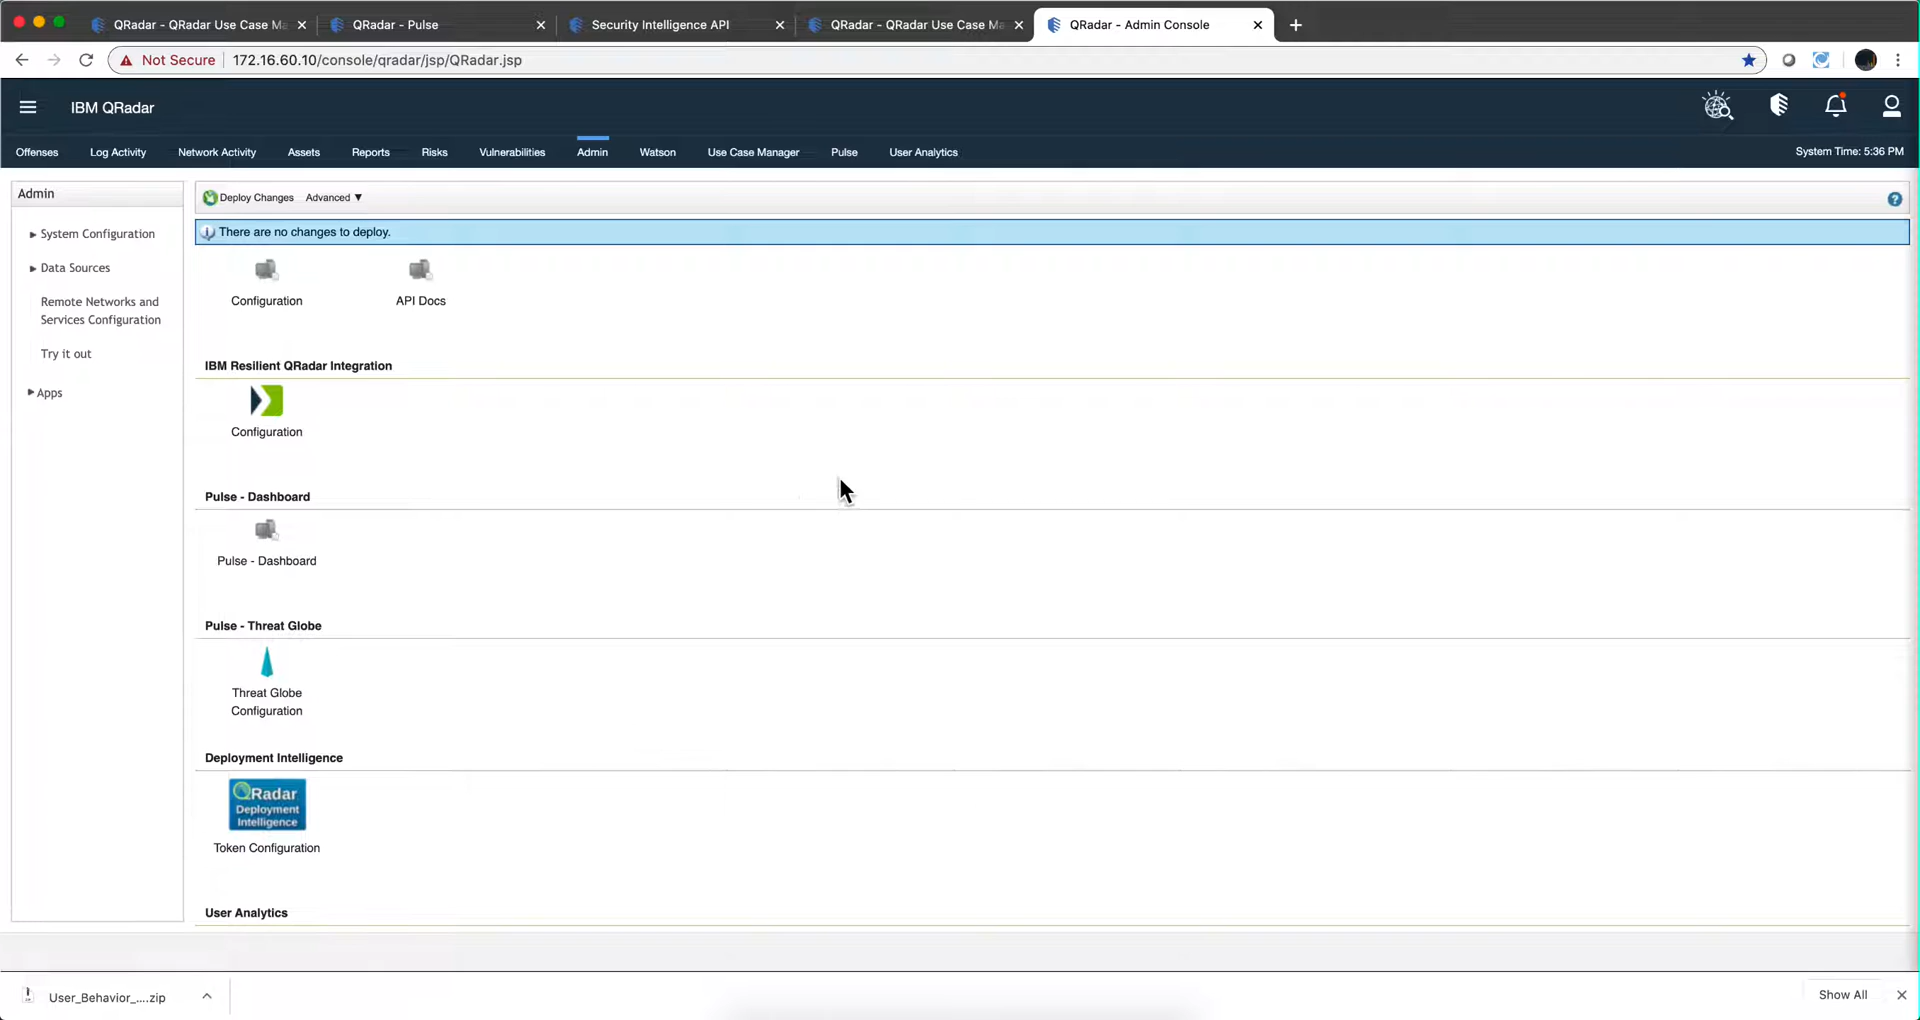 QRadar - QRadar Use Case Ma
QRadar - Pulse
Security Intelligence API
QRadar - QRadar Use Case Ma
QRadar - Admin Console
Not Secure
172.16.60.10/console/qradar/jsp/QRadar.jsp
IBM QRadar
Offenses
Log Activity
Network Activity
Assets
Reports
Risks
Vulnerabilities
Admin
Watson
Use Case Manager
Pulse
User Analytics
System Time: 5:36 PM
Admin
System Configuration
Data Sources
Remote Networks and
Services Configuration
Try it out
Apps
Deploy Changes
Advanced ▼
There are no changes to deploy.
Configuration
API Docs
IBM Resilient QRadar Integration
Configuration
Pulse - Dashboard
Pulse - Dashboard
Pulse - Threat Globe
Threat Globe
Configuration
Deployment Intelligence
QRadar
Deployment
Intelligence
Token Configuration
User Analytics
User_Behavior_....zip
Show All